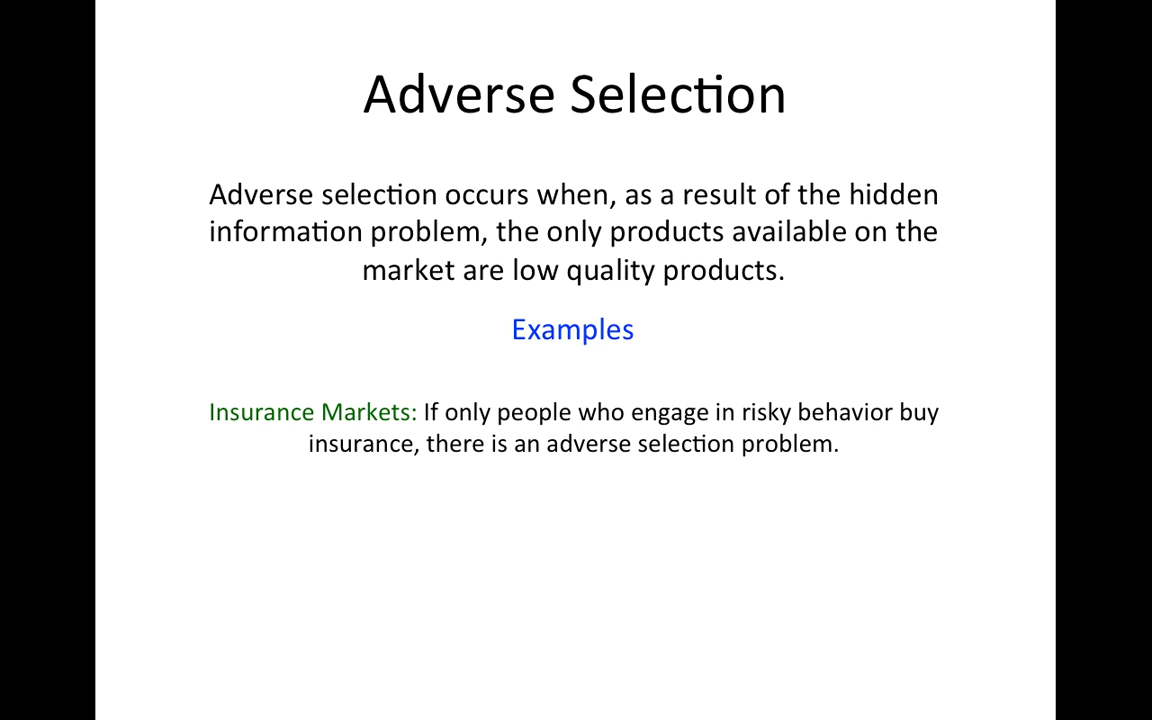 Adverse Selection
Adverse selection occurs when, as a result of the hidden
information problem, the only products available on the
market are low quality products.
Examples
Insurance Markets: If only people who engage in risky behavior buy
insurance, there is an adverse selection problem.